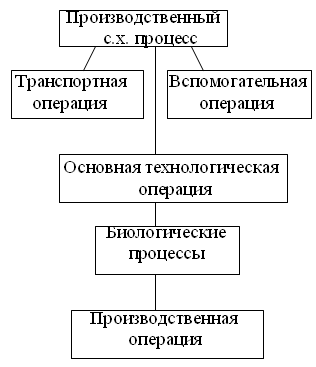 Производственный
с.х. процесс
Транспортная
операция
Вспомогательная
операция
Основная технологическая
операция
Биологические
процессы
Производственная
операция